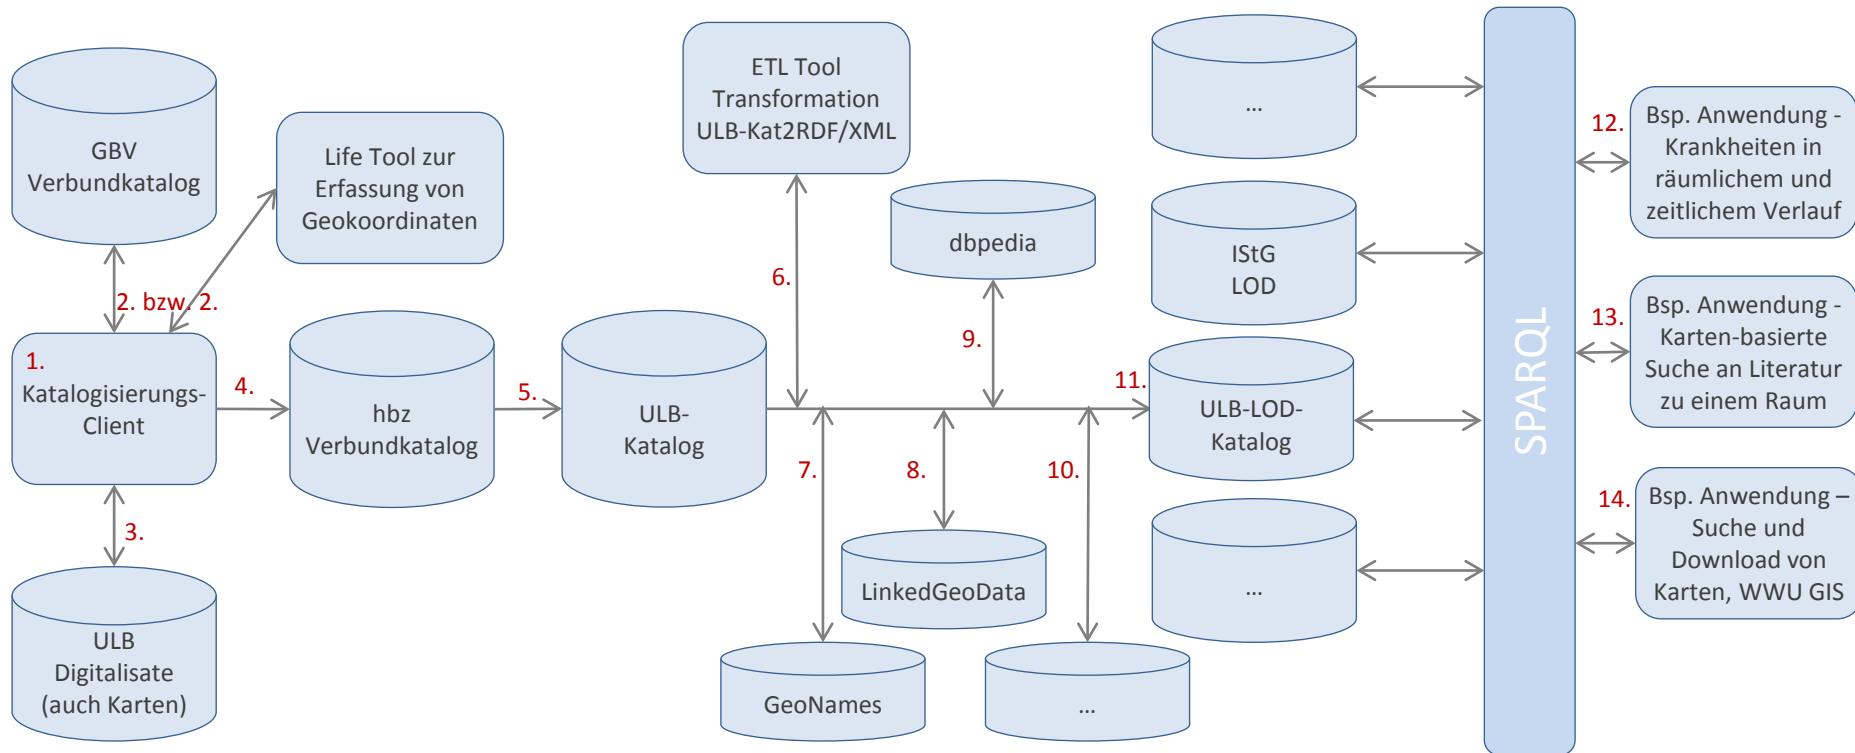 GBV
Verbundkatalog
Life Tool zur
Erfassung von
Geokoordinaten
2. bzw. 2.
1.
Katalogisierungs-
Client
3.
ULB
Digitalisate
(auch Karten)
4.
hbz
Verbundkatalog
5.
ULB-
Katalog
ETL Tool
Transformation
ULB-Kat2RDF/XML
6.
7.
GeoNames
8.
LinkedGeoData
dbpedia
9.
10.
...
11.
...
IStG
LOD
ULB-LOD-
Katalog
...
SPARQL
12.
Bsp. Anwendung -
Krankheiten in
räumlichem und
zeitlichem Verlauf
13.
Bsp. Anwendung -
Karten-basierte
Suche an Literatur
zu einem Raum
14.
Bsp. Anwendung –
Suche und
Download von
Karten, WWU GIS